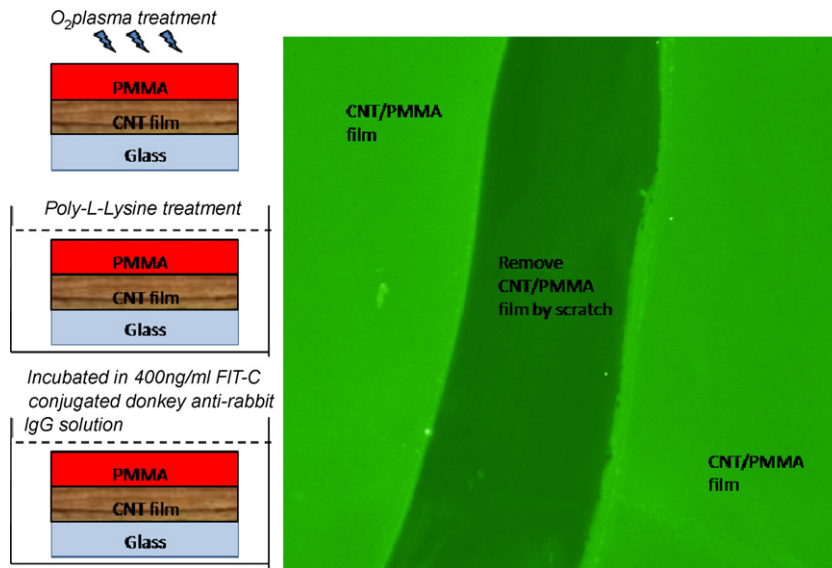 O₂plasma treatment
PMMA
CNT film
Glass
Poly-L-Lysine treatment
PMMA
CNT film
Glass
Incubated in 400ng/ml FIT-C
conjugated donkey anti-rabbit
IgG solution
PMMA
CNT film
Glass
CNT/PMMA
film
Remove
CNT/PMMA
film by scratch
CNT/PMMA
film